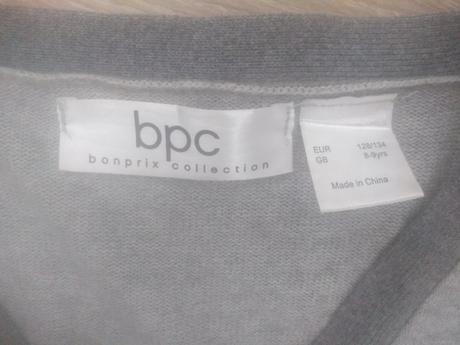 bpc
bonprix collection
EUR 128/134
GB 8-9yrs
Made in China